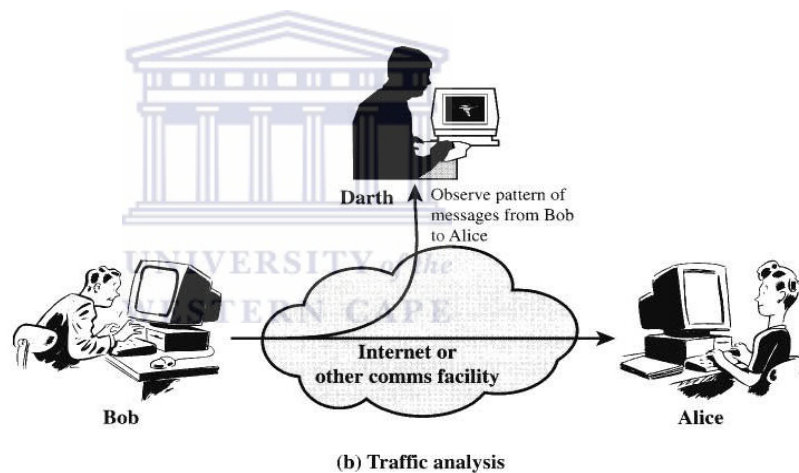 Darth
Observe pattern of
messages from Bob
to Alice
UNIVERSITY of the
WESTERN CAPE
Internet or
other comms facility
Bob
Alice
(b) Traffic analysis